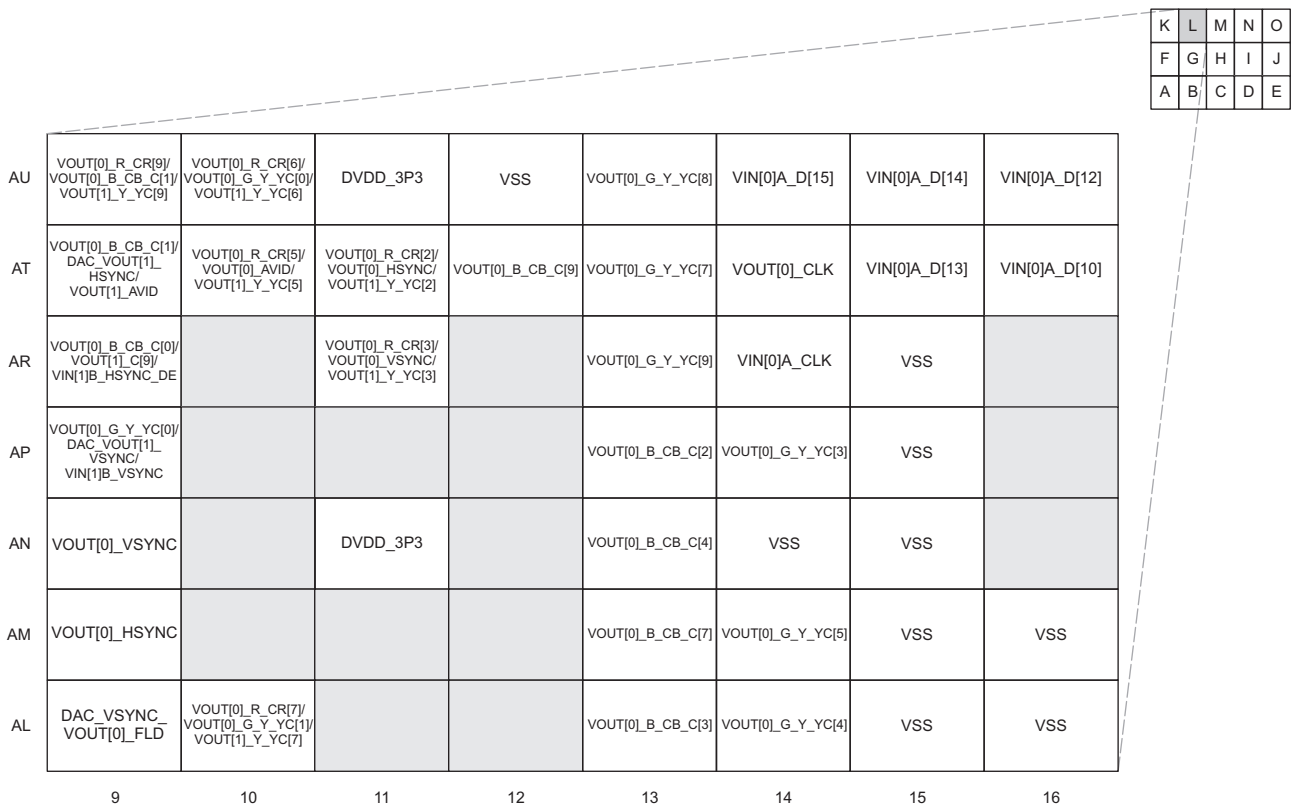 K L M N O
F G H I J
A B C D E
AU
VOUT[0]_R_CR[9]/
VOUT[0]_B_CB_C[1]/
VOUT[1]_Y_YC[9]
VOUT[0]_R_CR[6]/
VOUT[0]_G_Y_YC[0]/
VOUT[1]_Y_YC[6]
DVDD_3P3
VSS
VOUT[0]_G_Y_YC[8]
VIN[0]A_D[15]
VIN[0]A_D[14]
VIN[0]A_D[12]
AT
VOUT[0]_B_CB_C[1]/
DAC_VOUT[1]_
HSYNC/
VOUT[1]_AVID
VOUT[0]_R_CR[5]/
VOUT[0]_AVID/
VOUT[1]_Y_YC[5]
VOUT[0]_R_CR[2]/
VOUT[0]_HSYNC/
VOUT[1]_Y_YC[2]
VOUT[0]_B_CB_C[9]
VOUT[0]_G_Y_YC[7]
VOUT[0]_CLK
VIN[0]A_D[13]
VIN[0]A_D[10]
AR
VOUT[0]_B_CB_C[0]/
VOUT[1]_C[9]/
VIN[1]B_HSYNC_DE
VOUT[0]_R_CR[3]/
VOUT[0]_VSYNC/
VOUT[1]_Y_YC[3]
VOUT[0]_G_Y_YC[9]
VIN[0]A_CLK
VSS
AP
VOUT[0]_G_Y_YC[0]/
DAC_VOUT[1]_
VSYNC/
VIN[1]B_VSYNC
VOUT[0]_B_CB_C[2]
VOUT[0]_G_Y_YC[3]
VSS
AN
VOUT[0]_VSYNC
DVDD_3P3
VOUT[0]_B_CB_C[4]
VSS
VSS
AM
VOUT[0]_HSYNC
VOUT[0]_B_CB_C[7]
VOUT[0]_G_Y_YC[5]
VSS
VSS
AL
DAC_VSYNC_
VOUT[0]_FLD
VOUT[0]_R_CR[7]/
VOUT[0]_G_Y_YC[1]/
VOUT[1]_Y_YC[7]
VOUT[0]_B_CB_C[3]
VOUT[0]_G_Y_YC[4]
VSS
VSS
9 10 11 12 13 14 15 16